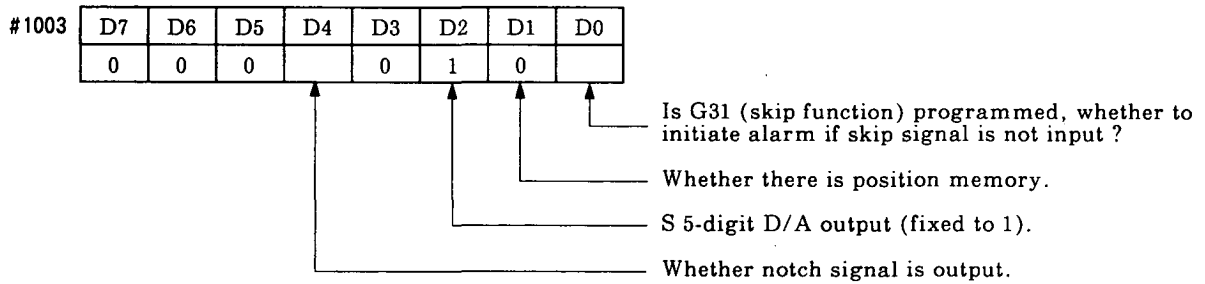 #1003 D7 D6 D5 D4 D3 D2 D1 D0
0 0 0 0 1 0
Is G31 (skip function) programmed, whether to
initiate alarm if skip signal is not input ?
Whether there is position memory.
S 5-digit D/A output (fixed to 1).
Whether notch signal is output.